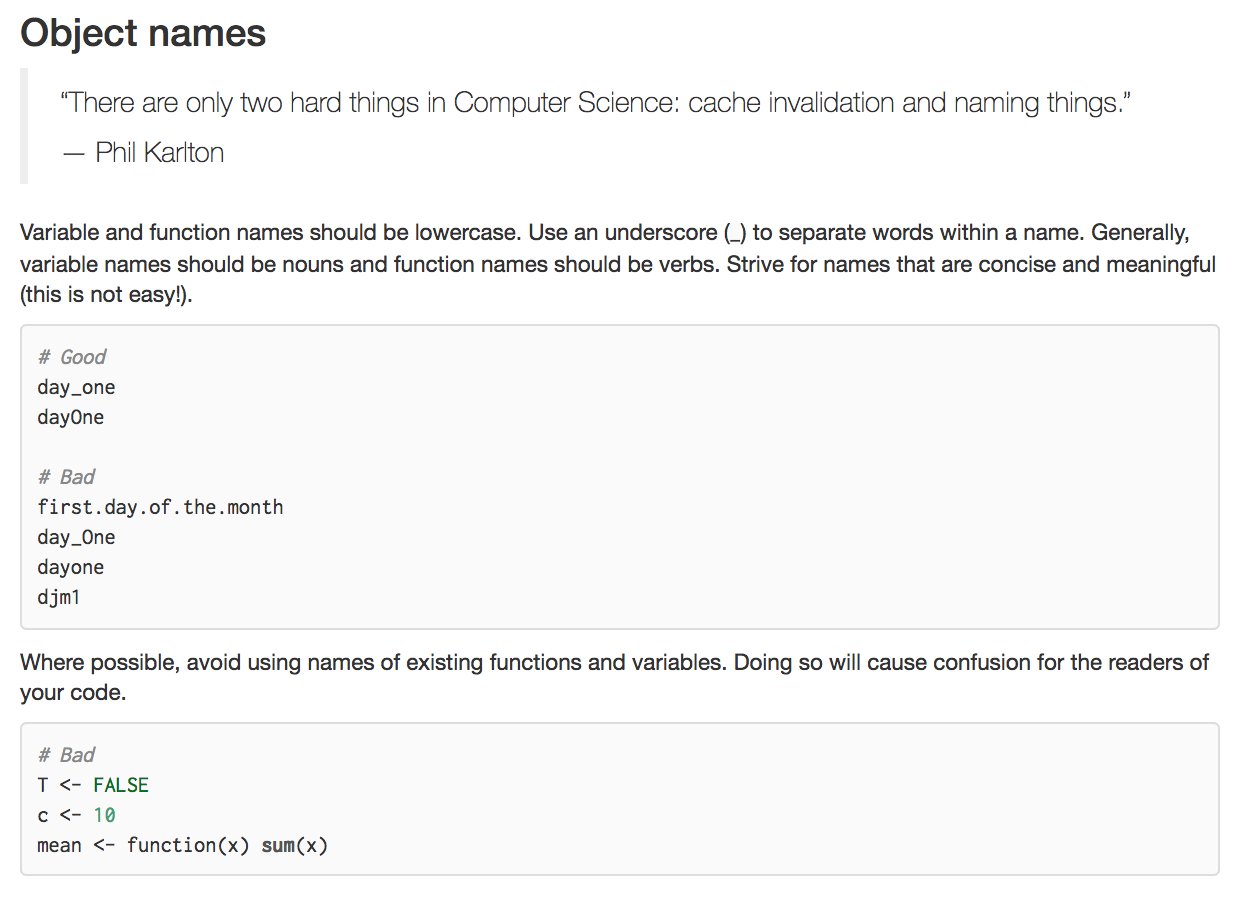 Object names
“There are only two hard things in Computer Science: cache invalidation and naming things.”
— Phil Karlton
Variable and function names should be lowercase. Use an underscore (_) to separate words within a name. Generally,
variable names should be nouns and function names should be verbs. Strive for names that are concise and meaningful
(this is not easy!).
# Good
day_one
dayOne
# Bad
first.day.of.the.month
day_One
dayone
djm1
Where possible, avoid using names of existing functions and variables. Doing so will cause confusion for the readers of
your code.
# Bad
T <- FALSE
c <- 10
mean <- function(x) sum(x)